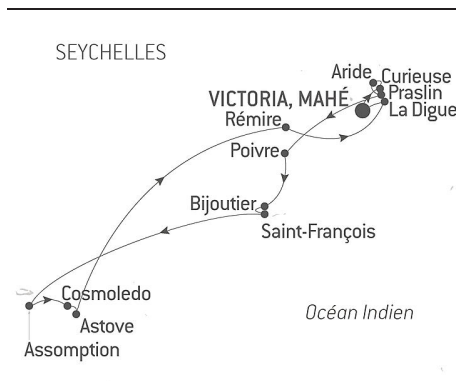 SEYCHELLES
Aride
Curieuse
Praslin
La Digue
VICTORIA, MAHÉ
Rémire
Poivre
Bijoutier
Saint-François
Cosmoledo
Astove
Assomption
Océan Indien